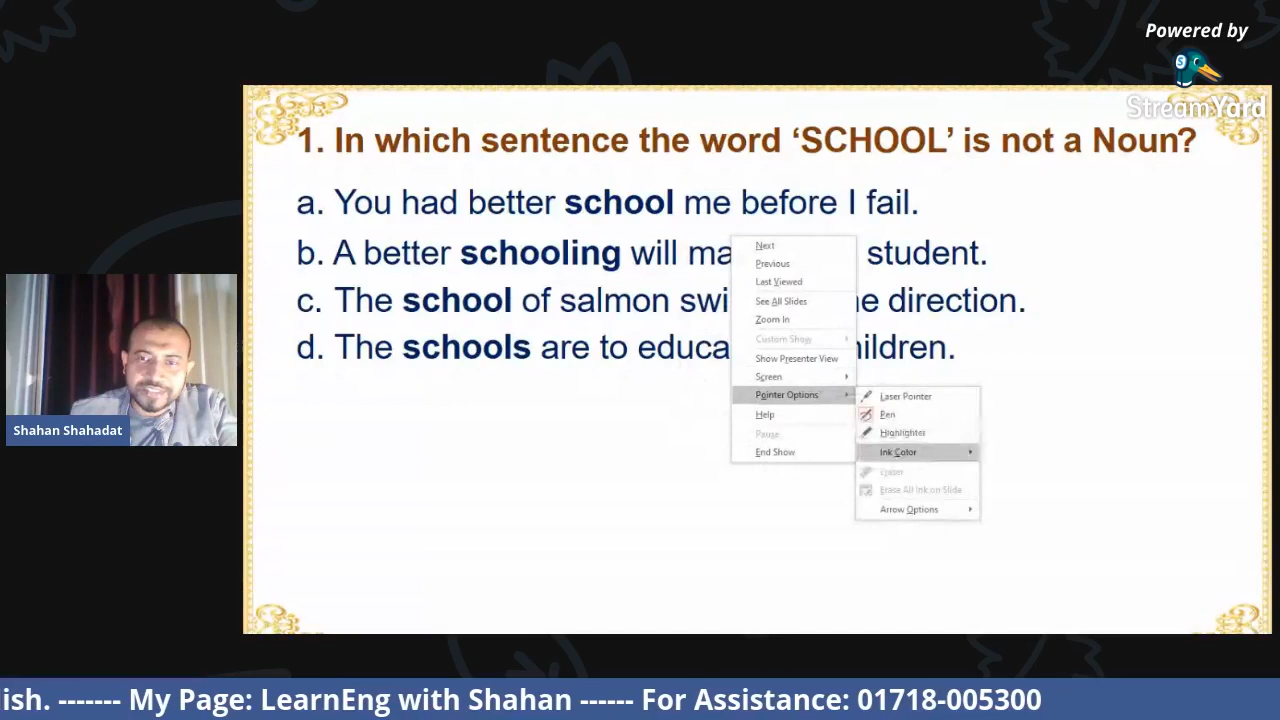 Powered by
StreamYard
1. In which sentence the word ‘SCHOOL’ is not a Noun?
a. You had better school me before I fail.
b. A better schooling will ma student.
c. The school of salmon swi e direction.
d. The schools are to educa hildren.
Next
Previous
Last Viewed
See All Slides
Zoom In
Custom Show
Show Presenter View
Screen
Pointer Options
Help
Pause
End Show
Laser Pointer
Pen
Highlighter
Ink Color
Eraser
Erase All Ink on Slide
Arrow Options
Shahan Shahadat
lish. ------- My Page: LearnEng with Shahan ------ For Assistance: 01718-005300